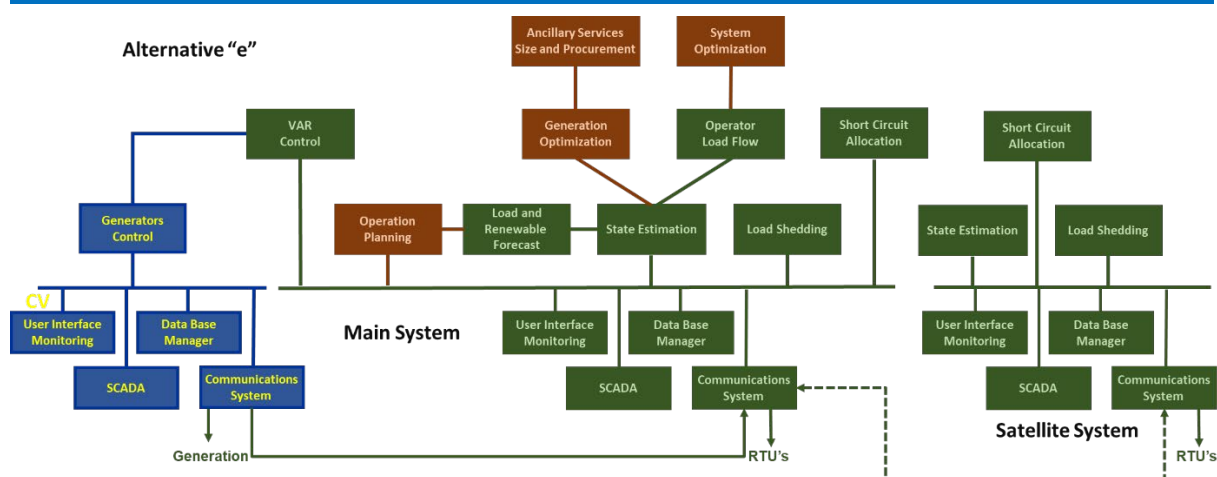 Alternative “e”
Ancillary Services
Size and Procurement
System
Optimization
VAR
Control
Generation
Optimization
Operator
Load Flow
Short Circuit
Allocation
Short Circuit
Allocation
Generators
Control
Operation
Planning
Load and
Renewable
Forecast
State Estimation
Load Shedding
State Estimation
Load Shedding
CV
User Interface
Monitoring
Data Base
Manager
Main System
User Interface
Monitoring
Data Base
Manager
User Interface
Monitoring
Data Base
Manager
SCADA
Communications
System
SCADA
Communications
System
SCADA
Communications
System
Satellite System
Generation
RTU's
RTU's